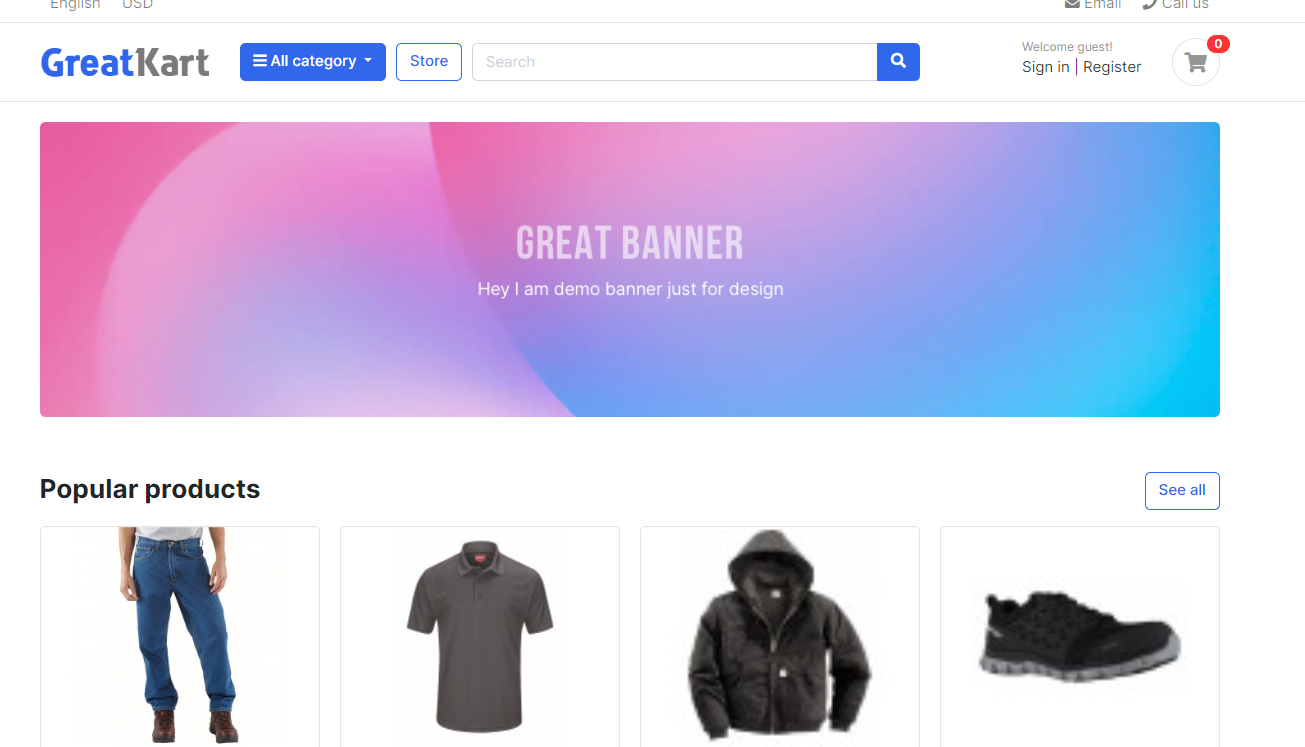 English USD Email Call us
GreatKart All category Store Search Welcome guest! 0
Sign in | Register
GREAT BANNER
Hey I am demo banner just for design
Popular products See all